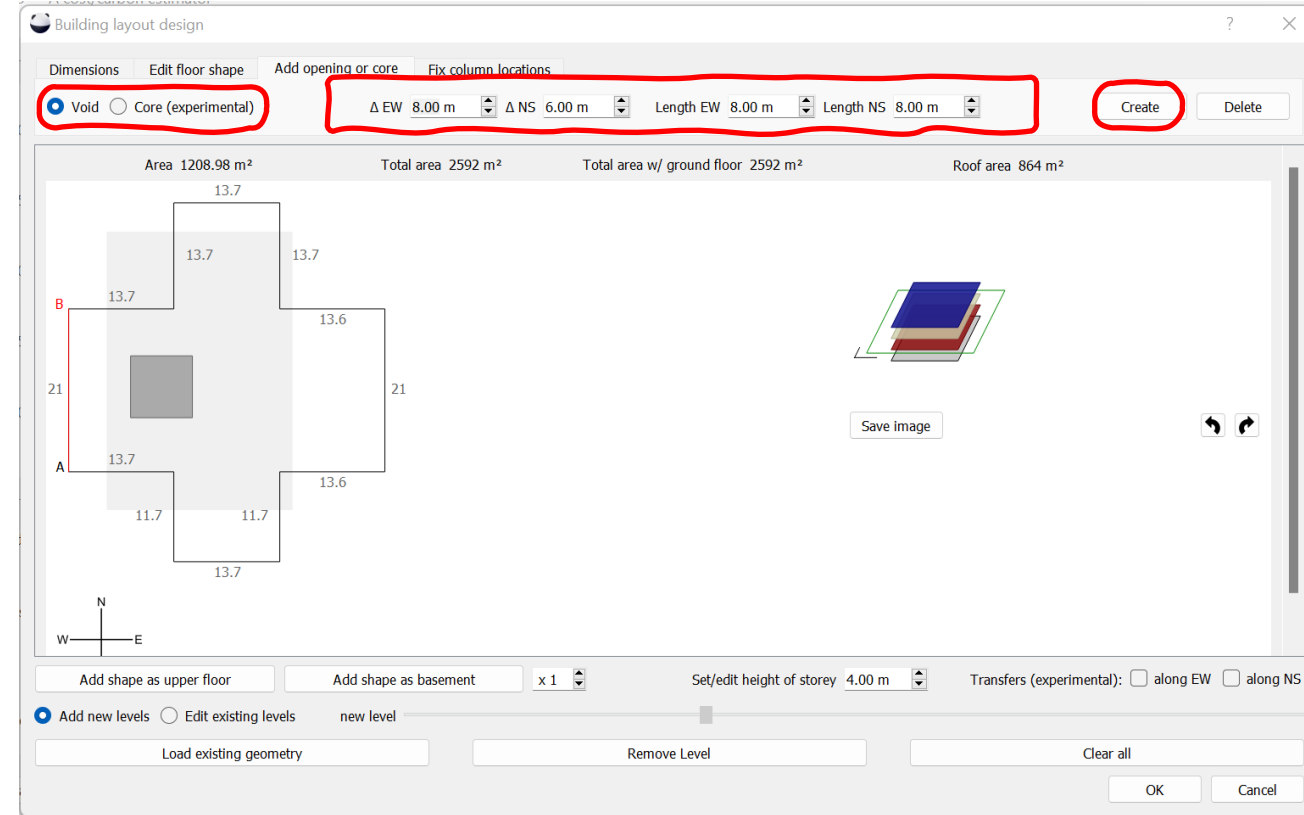 A cost/carbon estimator
Building layout design ? ×
Dimensions Edit floor shape Add opening or core Fix column locations
Void Core (experimental) Δ EW 8.00 m Δ NS 6.00 m Length EW 8.00 m Length NS 8.00 m Create Delete
Area 1208.98 m² Total area 2592 m² Total area w/ ground floor 2592 m² Roof area 864 m²
13.7
13.7 13.7
B 13.7
13.6
21 21
A 13.7
13.6
11.7 11.7
13.7
Save image
N
W E
Add shape as upper floor Add shape as basement x 1 Set/edit height of storey 4.00 m Transfers (experimental): along EW along NS
Add new levels Edit existing levels new level
Load existing geometry Remove Level Clear all
OK Cancel